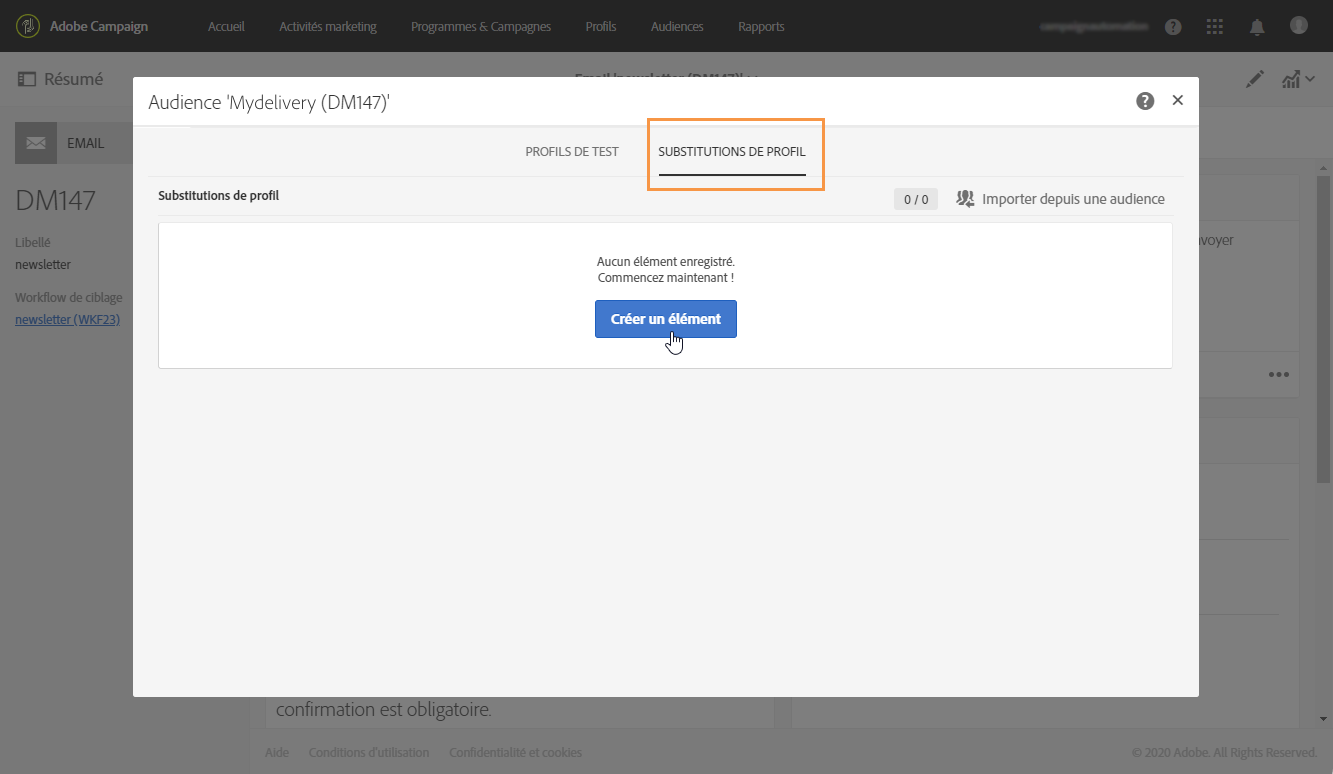 Adobe Campaign
Accueil
Activités marketing
Programmes & Campagnes
Profils
Audiences
Rapports
Résumé
Audience 'Mydelivery (DM147)'
EMAIL
PROFILS DE TEST
SUBSTITUTIONS DE PROFIL
DM147
Substitutions de profil
0 / 0
Importer depuis une audience
Libellé
newsletter
Workflow de ciblage
newsletter (WKF23)
Aucun élément enregistré.
Commencez maintenant !
Créer un élément
confirmation est obligatoire.
Aide
Conditions d'utilisation
Confidentialité et cookies
© 2020 Adobe. All Rights Reserved.